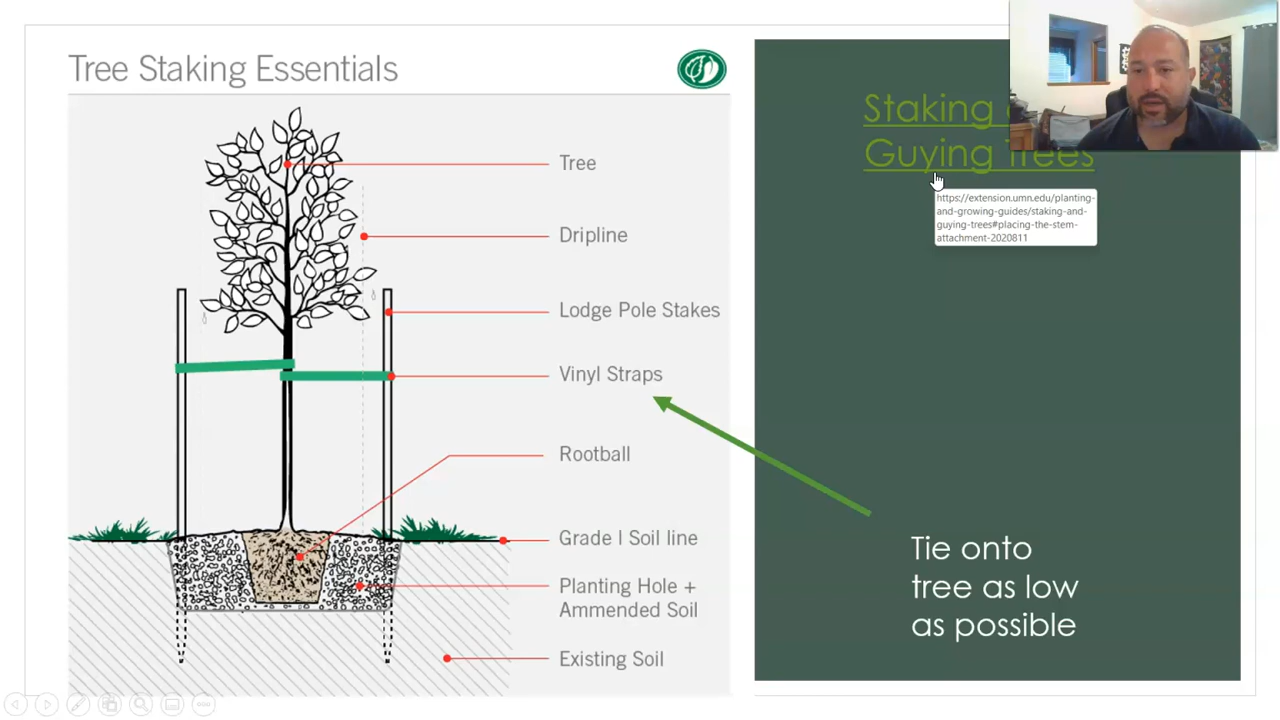 Tree Staking Essentials
Tree
Dripline
Lodge Pole Stakes
Vinyl Straps
Rootball
Grade | Soil line
Planting Hole +
Ammended Soil
Existing Soil
Staking
Guying Trees
https://extension.umn.edu/planting-
and-growing-guides/staking-and-
guying-trees#placing-the-stem-
attachment-2020811
Tie onto
tree as low
as possible